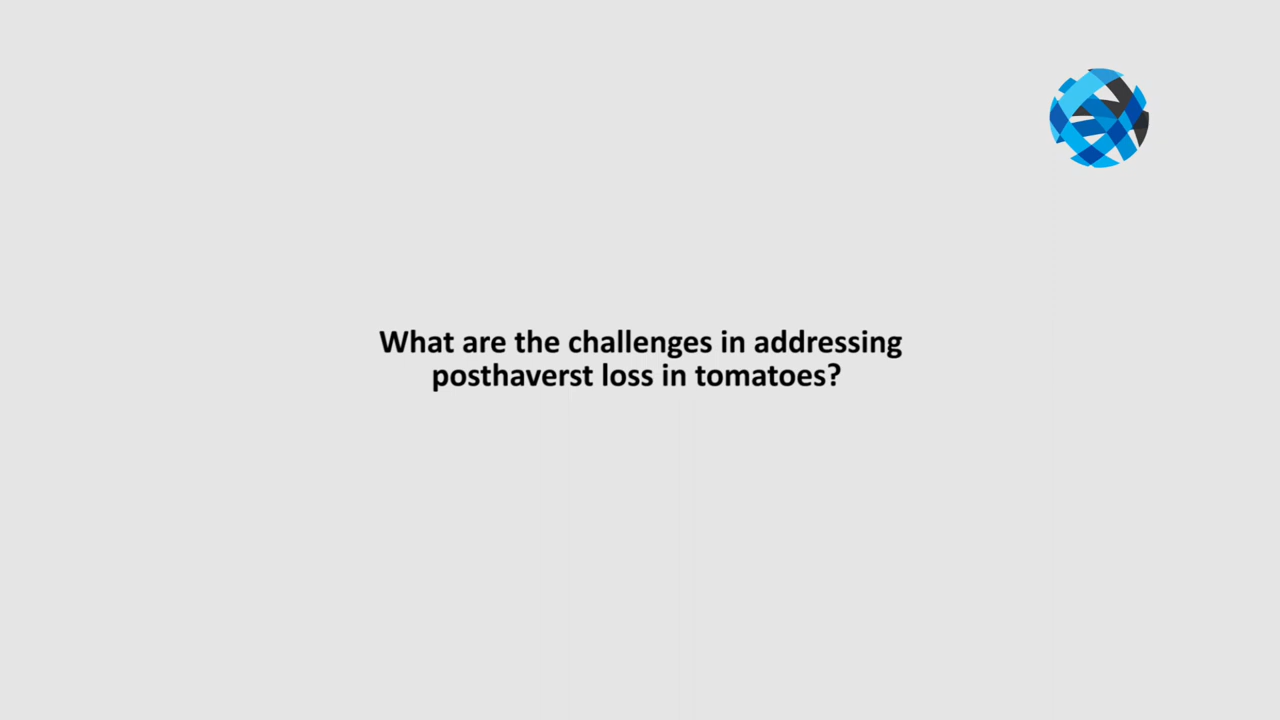 What are the challenges in addressing
posthaverst loss in tomatoes?